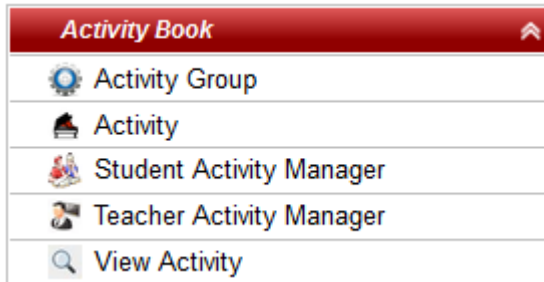 Activity Book
Activity Group
Activity
Student Activity Manager
Teacher Activity Manager
View Activity